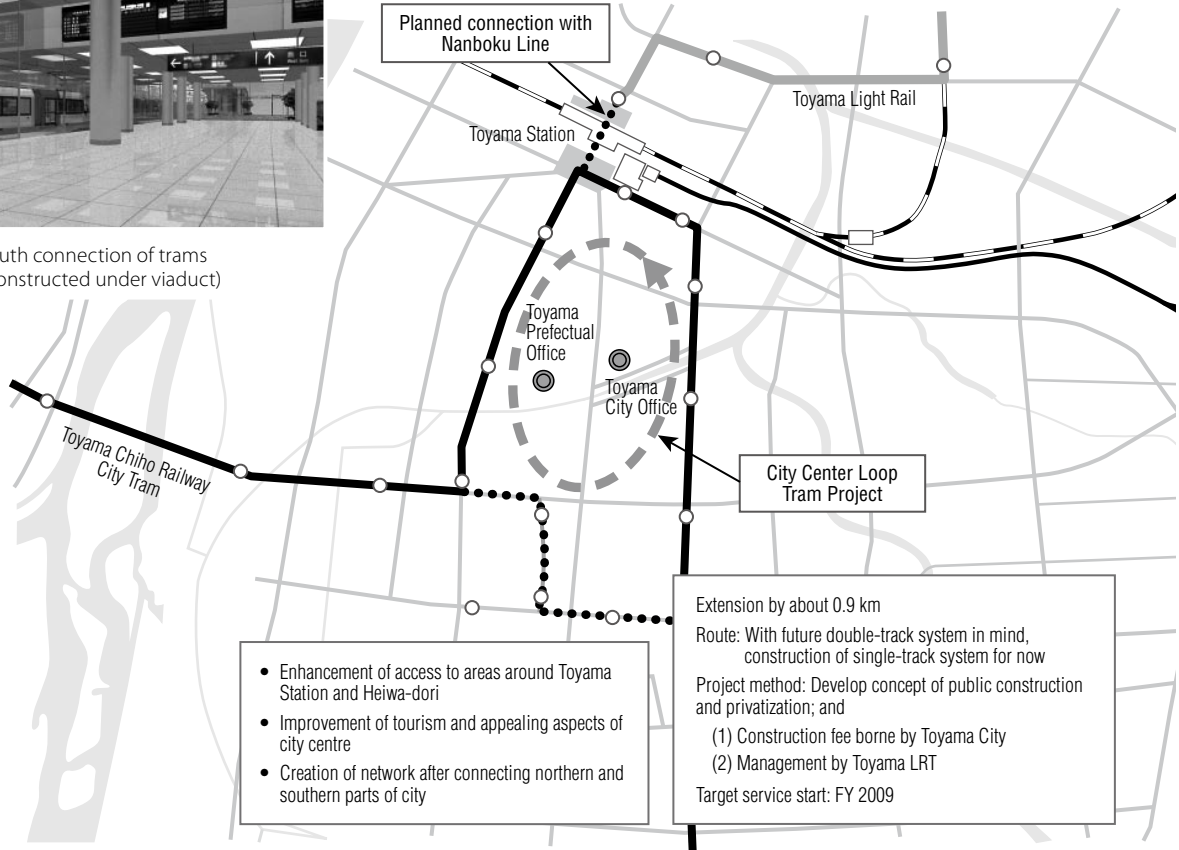 Planned connection with
Nanboku Line
Toyama Light Rail
Toyama Station
uth connection of trams
onstructed under viaduct)
Toyama
Prefectual
Office
Toyama
City Office
Toyama Chiho Railway
City Tram
City Center Loop
Tram Project
• Enhancement of access to areas around Toyama
Station and Heiwa-dori
• Improvement of tourism and appealing aspects of
city centre
• Creation of network after connecting northern and
southern parts of city
Extension by about 0.9 km
Route: With future double-track system in mind,
construction of single-track system for now
Project method: Develop concept of public construction
and privatization; and
(1) Construction fee borne by Toyama City
(2) Management by Toyama LRT
Target service start: FY 2009